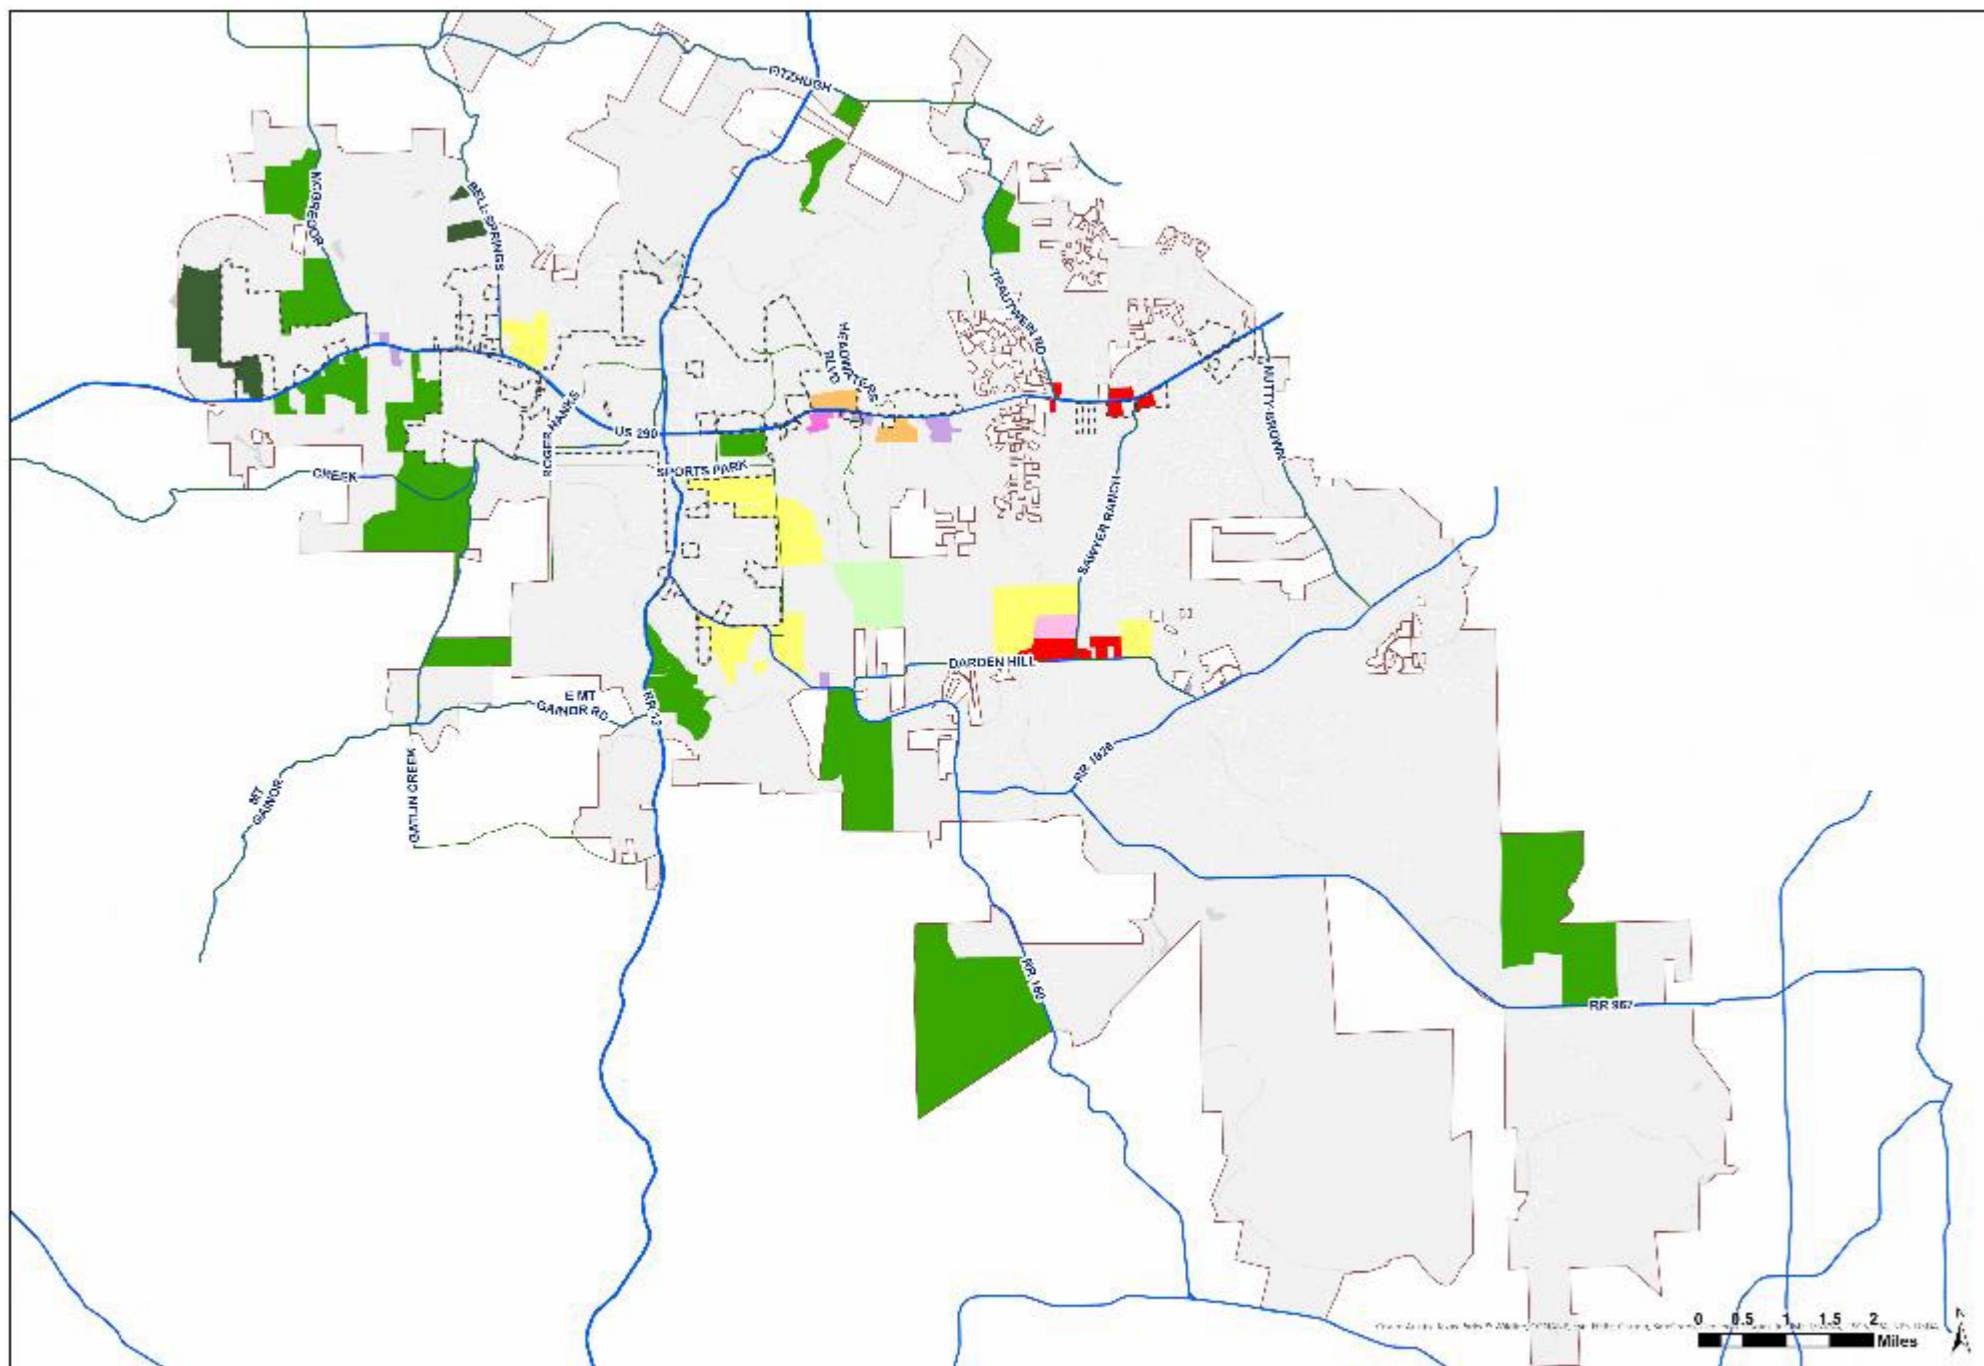 FITZHUGH
MCGREGOR
BELL SPRINGS
TRAUTWEIN RD
HEADWATERS
BLVD
NUTTY BROWN
ROGER HANKS
US 290
SPORTS PARK
CREEK
SAWYER RANCH
DARDEN HILL
E MT
GAINOR RD
RR 12
RR 1826
MT
GAINOR
GATLIN CREEK
RR 150
RR 967
N
0 0.5 1 1.5 2
Miles